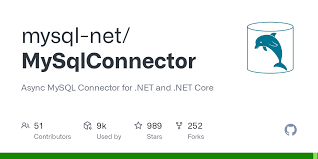 mysql-net/
MySqlConnector
Async MySQL Connector for .NET and .NET Core
51 9k 989 252
Contributors Used by Stars Forks